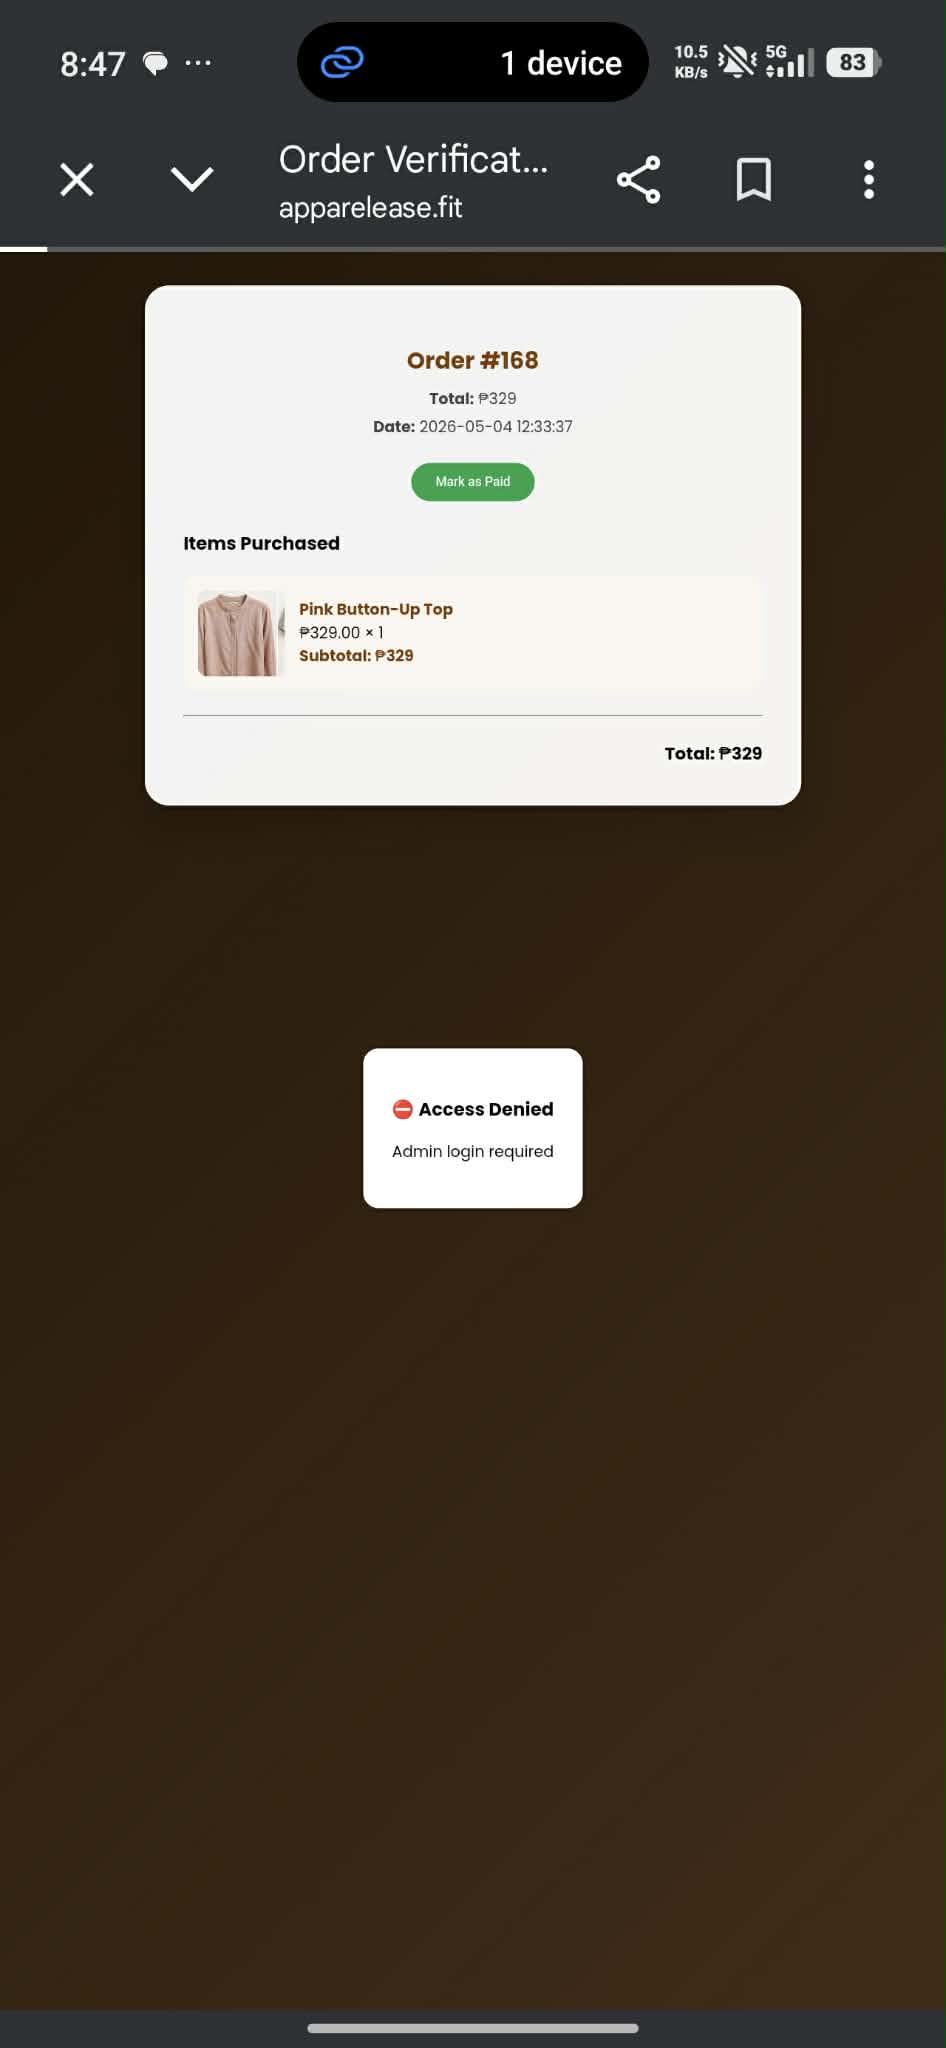 8:47 ...
1 device
10.5 KB/s
5G
83
Order Verificat...
apparelease.fit
Order #168
Total: ₱329
Date: 2026-05-04 12:33:37
Mark as Paid
Items Purchased
Pink Button-Up Top
₱329.00 × 1
Subtotal: ₱329
Total: ₱329
⛔ Access Denied
Admin login required